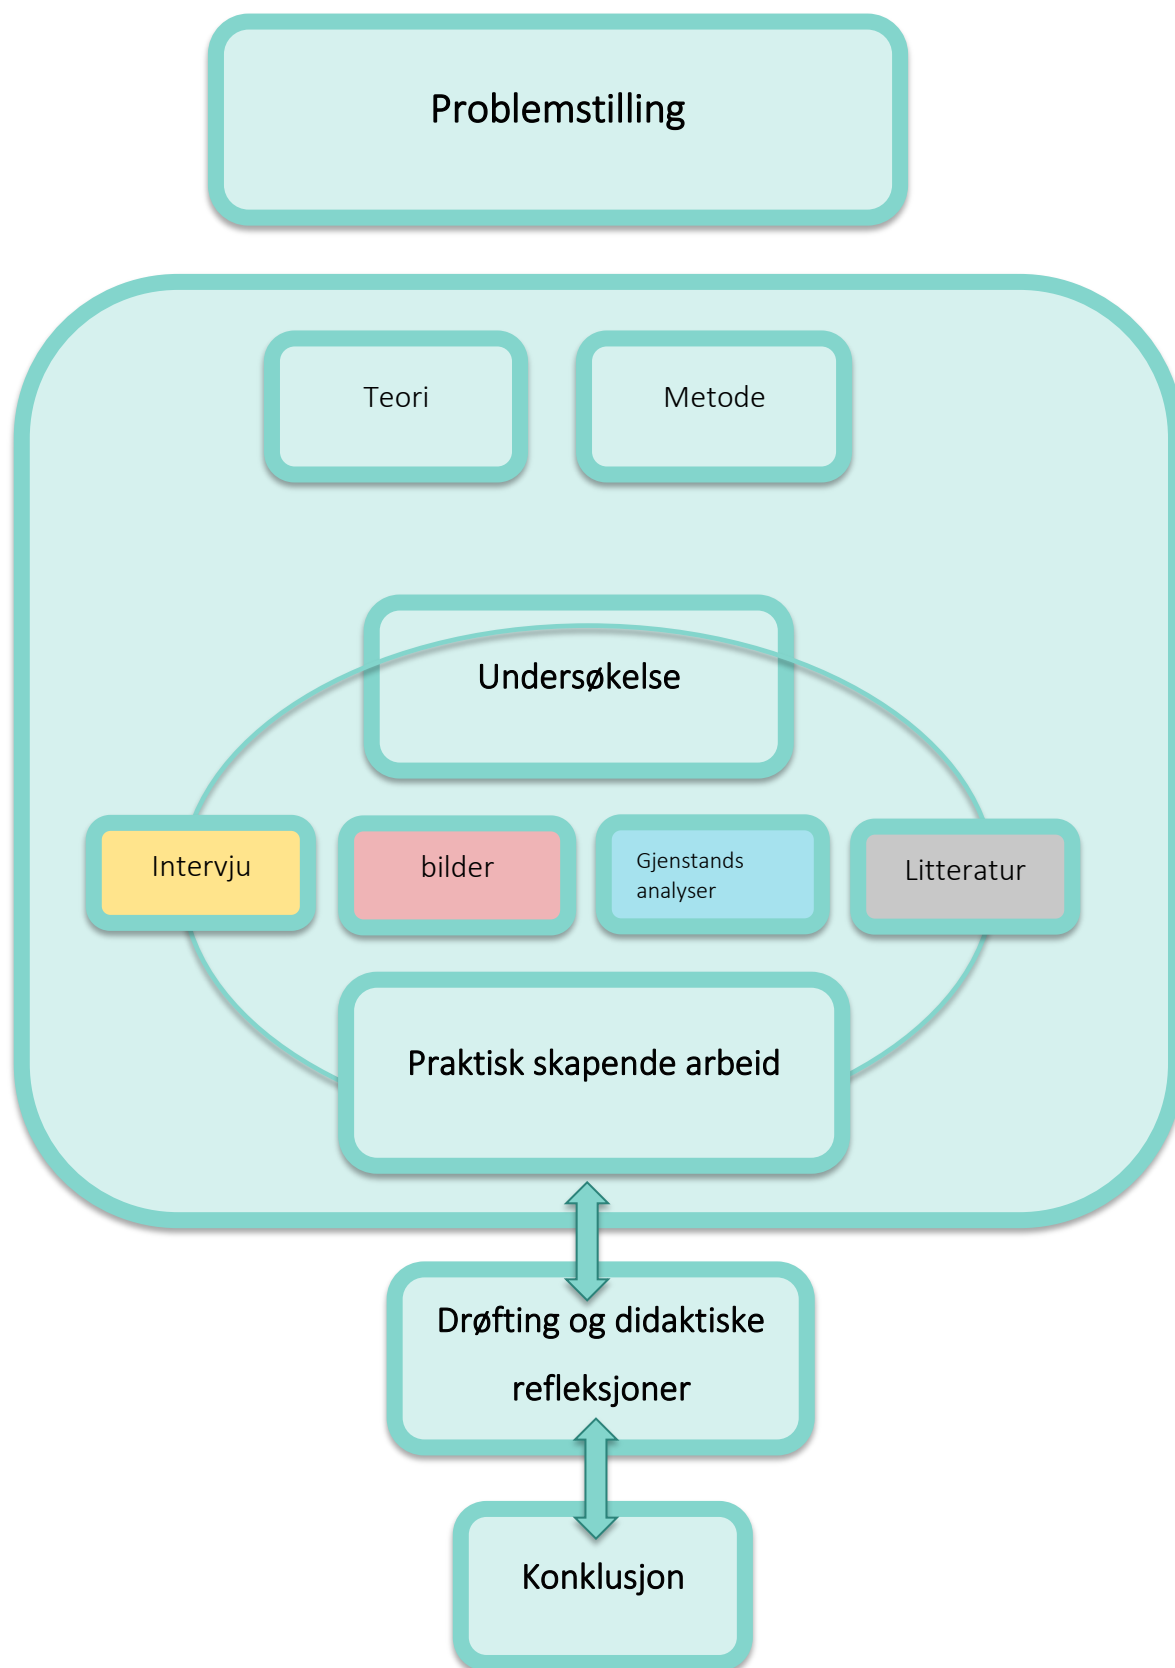 Problemstilling
Teori
Metode
Undersøkelse
Intervju
bilder
Gjenstands
analyser
Litteratur
Praktisk skapende arbeid
Drøfting og didaktiske
refleksjoner
Konklusjon